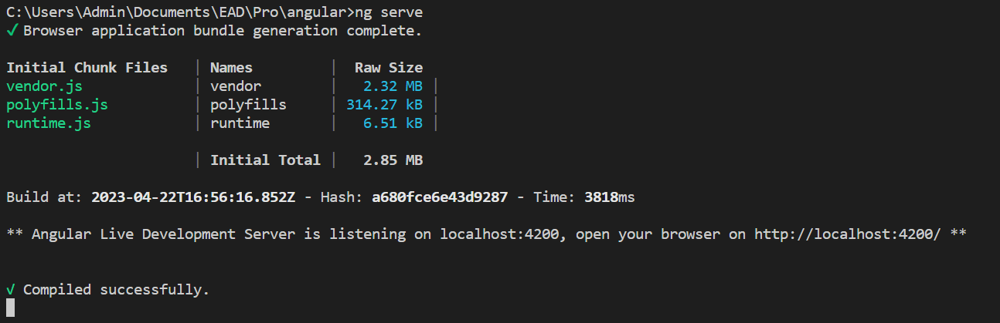 C:\Users\Admin\Documents\EAD\Pro\angular>ng serve
✓ Browser application bundle generation complete.
Initial Chunk Files | Names | Raw Size
vendor.js | vendor | 2.32 MB |
polyfills.js | polyfills | 314.27 kB |
runtime.js | runtime | 6.51 kB |
| Initial Total | 2.85 MB
Build at: 2023-04-22T16:56:16.852Z - Hash: a680fce6e43d9287 - Time: 3818ms
** Angular Live Development Server is listening on localhost:4200, open your browser on http://localhost:4200/ **
√ Compiled successfully.